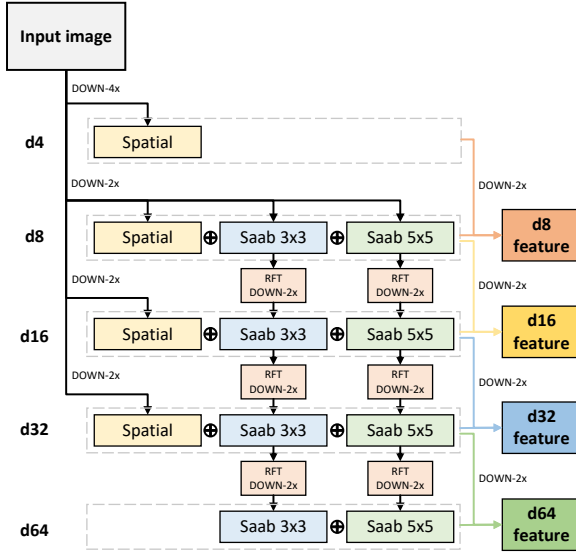 Input image
DOWN-4x
d4
Spatial
DOWN-2x
DOWN-2x
d8
Spatial ⊕ Saab 3x3 ⊕ Saab 5x5
d8
feature
DOWN-2x
RFT
DOWN-2x
RFT
DOWN-2x
DOWN-2x
d16
Spatial ⊕ Saab 3x3 ⊕ Saab 5x5
d16
feature
DOWN-2x
RFT
DOWN-2x
RFT
DOWN-2x
DOWN-2x
d32
Spatial ⊕ Saab 3x3 ⊕ Saab 5x5
d32
feature
RFT
DOWN-2x
RFT
DOWN-2x
DOWN-2x
d64
Saab 3x3 ⊕ Saab 5x5
d64
feature